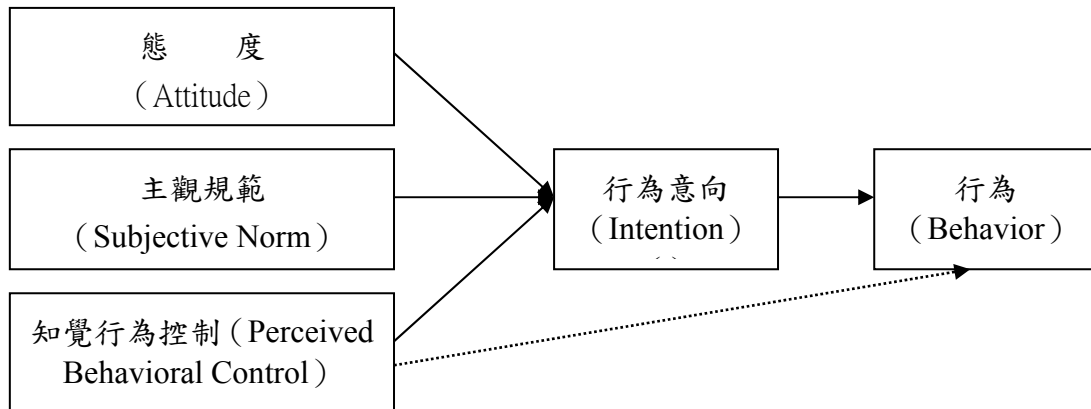 態　　度
（Attitude）
主觀規範
（Subjective Norm）
知覺行為控制（Perceived
Behavioral Control）
行為意向
（Intention）
行為
（Behavior）